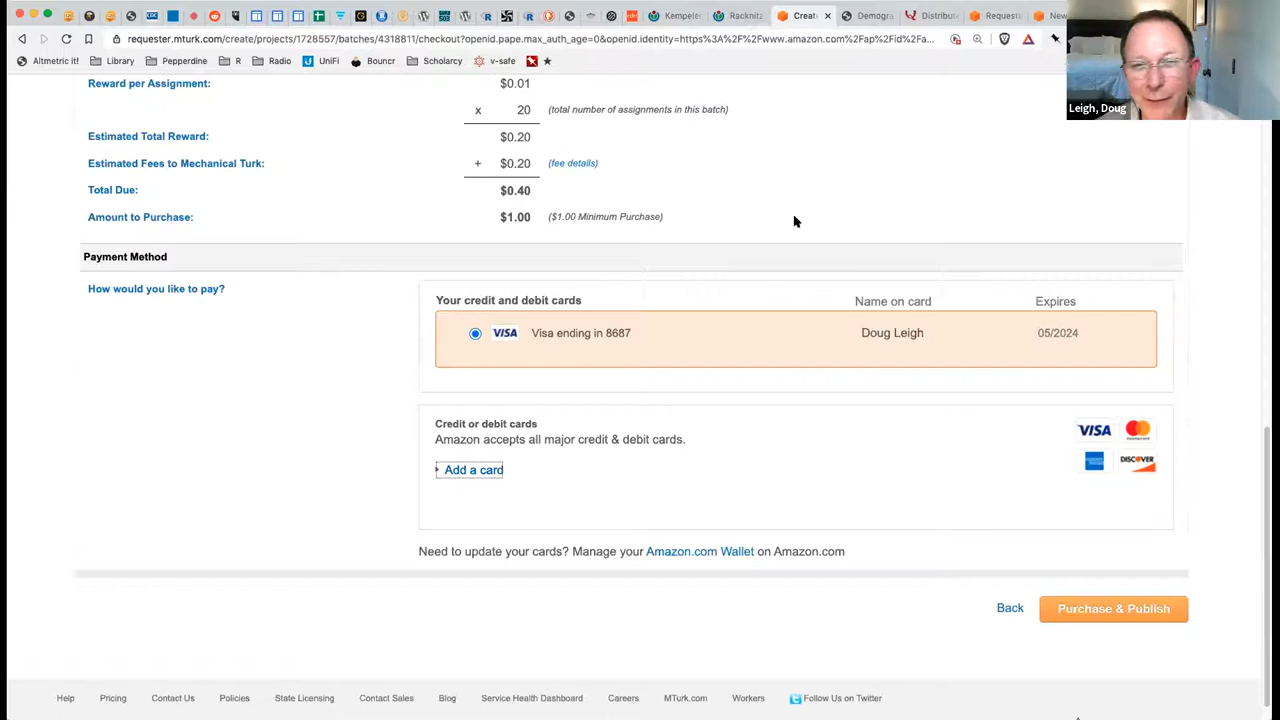 Kempele
Racknitz
Create
Demogra
Distribut
Request
New
requester.mturk.com/create/projects/1728557/batches/4318811/checkout?openid.pape.max_auth_age=0&openid.identity=https%3A%2F%2Fwww.amazon.com%2Fap%2Fid%2Fa...
Altmetric it! Library Pepperdine R Radio UniFi Bouncr Scholarcy v-safe
Leigh, Doug
Reward per Assignment: $0.01
x 20 (total number of assignments in this batch)
Estimated Total Reward: $0.20
Estimated Fees to Mechanical Turk: + $0.20 (fee details)
Total Due: $0.40
Amount to Purchase: $1.00 ($1.00 Minimum Purchase)
Payment Method
How would you like to pay?
Your credit and debit cards Name on card Expires
VISA Visa ending in 8687 Doug Leigh 05/2024
Credit or debit cards
Amazon accepts all major credit & debit cards.
VISA
DISCOVER
Add a card
Need to update your cards? Manage your Amazon.com Wallet on Amazon.com
Back Purchase & Publish
Help Pricing Contact Us Policies State Licensing Contact Sales Blog Service Health Dashboard Careers MTurk.com Workers Follow Us on Twitter